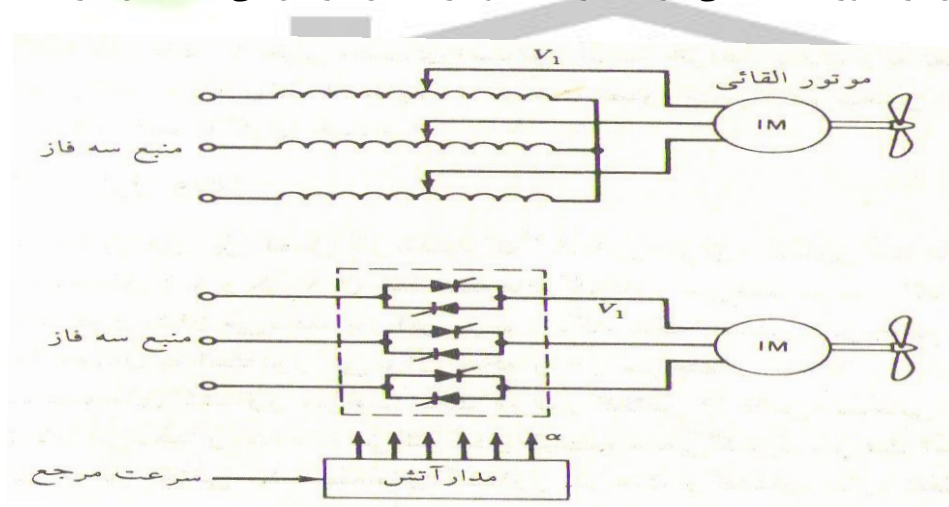 V₁
موتور القائی
IM
منبع سه فاز
V₁
منبع سه فاز
IM
α
سرعت مرجع
مدار آتش